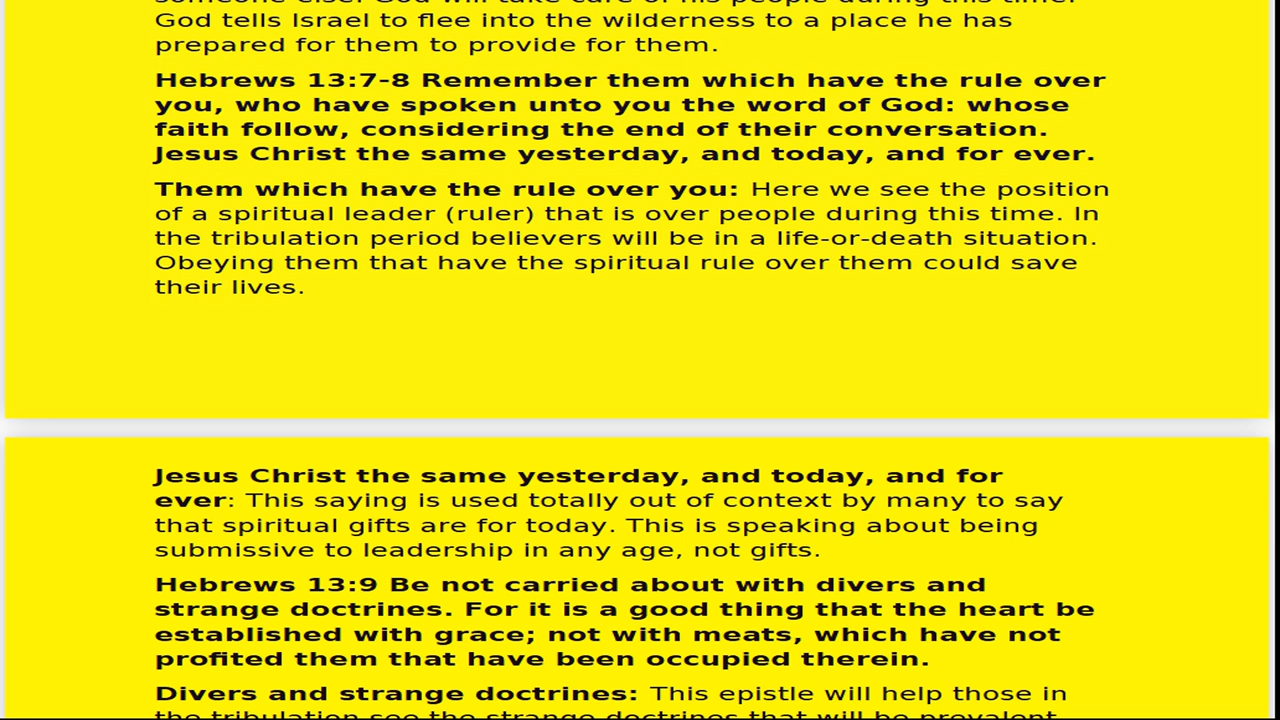 God tells Israel to flee into the wilderness to a place he has
prepared for them to provide for them.
Hebrews 13:7-8 Remember them which have the rule over
you, who have spoken unto you the word of God: whose
faith follow, considering the end of their conversation.
Jesus Christ the same yesterday, and today, and for ever.
Them which have the rule over you: Here we see the position
of a spiritual leader (ruler) that is over people during this time. In
the tribulation period believers will be in a life-or-death situation.
Obeying them that have the spiritual rule over them could save
their lives.
Jesus Christ the same yesterday, and today, and for
ever: This saying is used totally out of context by many to say
that spiritual gifts are for today. This is speaking about being
submissive to leadership in any age, not gifts.
Hebrews 13:9 Be not carried about with divers and
strange doctrines. For it is a good thing that the heart be
established with grace; not with meats, which have not
profited them that have been occupied therein.
Divers and strange doctrines: This epistle will help those in
the tribulation see the strange doctrines that will be prevalent